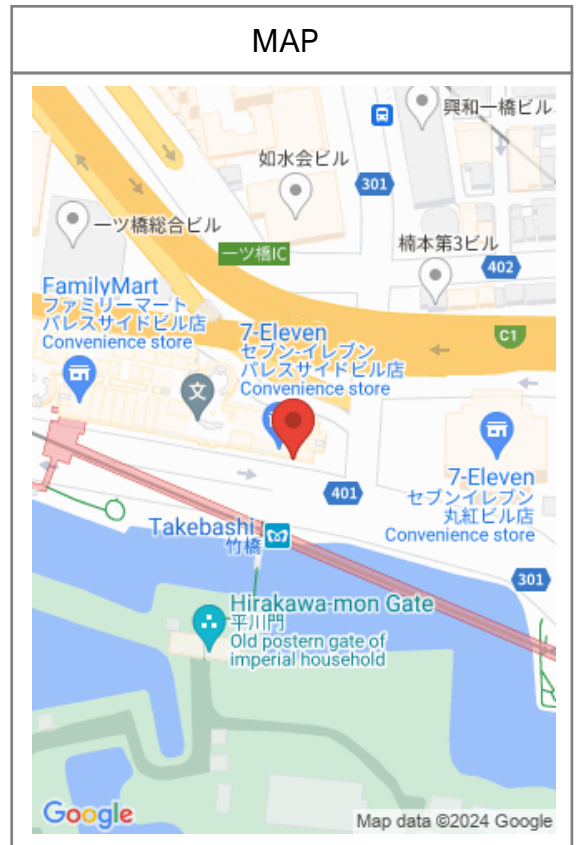 MAP
興和一橋ビル
如水会ビル
301
一ツ橋総合ビル
楠本第3ビル
一ツ橋IC
402
FamilyMart
ファミリーマート
パレスサイドビル店
Convenience store
7-Eleven
セブン-イレブン
パレスサイドビル店
Convenience store
C1
文
7-Eleven
セブンイレブン
丸紅ビル店
Convenience store
401
Takebashi
竹橋
301
Hirakawa-mon Gate
平川門
Old postern gate of
imperial household
Google
Map data ©2024 Google